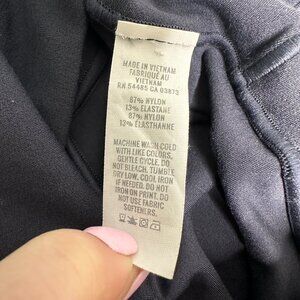 MADE IN VIETNAM
FABRIQUÉ AU
VIETNAM
RN 54485 CA 03873
87% NYLON
13% ELASTANE
87% NYLON
13% ÉLASTHANNE
MACHINE WASH COLD
WITH LIKE COLORS,
GENTLE CYCLE. DO
NOT BLEACH. TUMBLE
DRY LOW. COOL IRON
IF NEEDED. DO NOT
IRON ON PRINT. DO
NOT USE FABRIC
SOFTENERS.